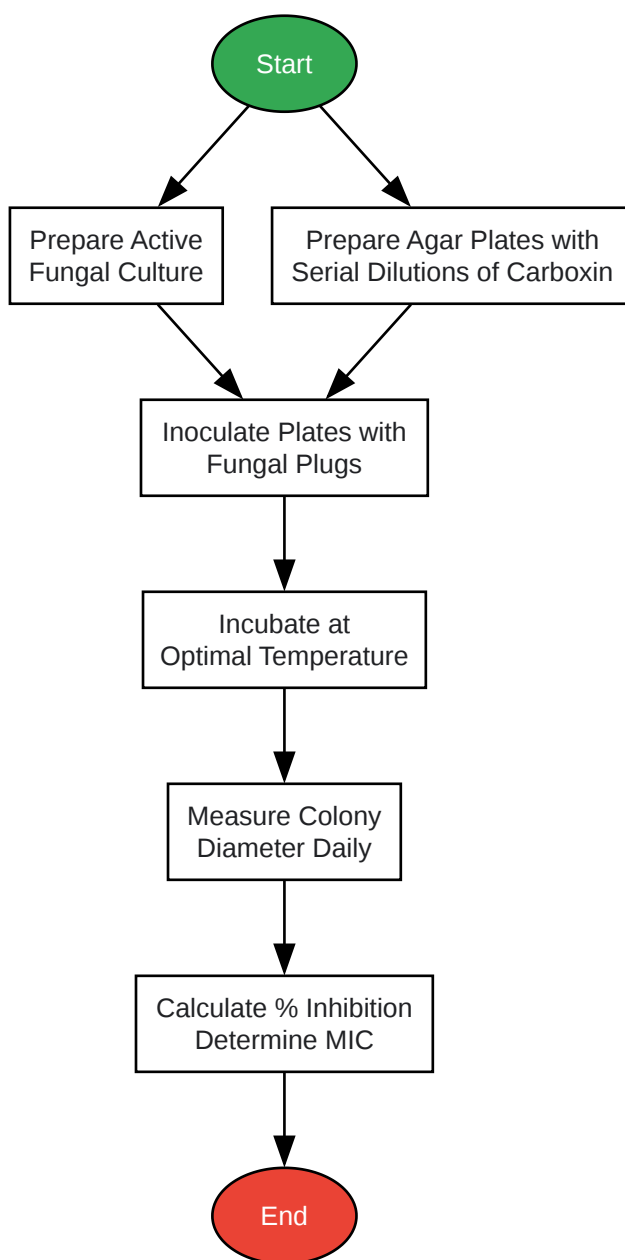 Start
Prepare Active
Fungal Culture
Prepare Agar Plates with
Serial Dilutions of Carboxin
Inoculate Plates with
Fungal Plugs
Incubate at
Optimal Temperature
Measure Colony
Diameter Daily
Calculate % Inhibition
Determine MIC
End